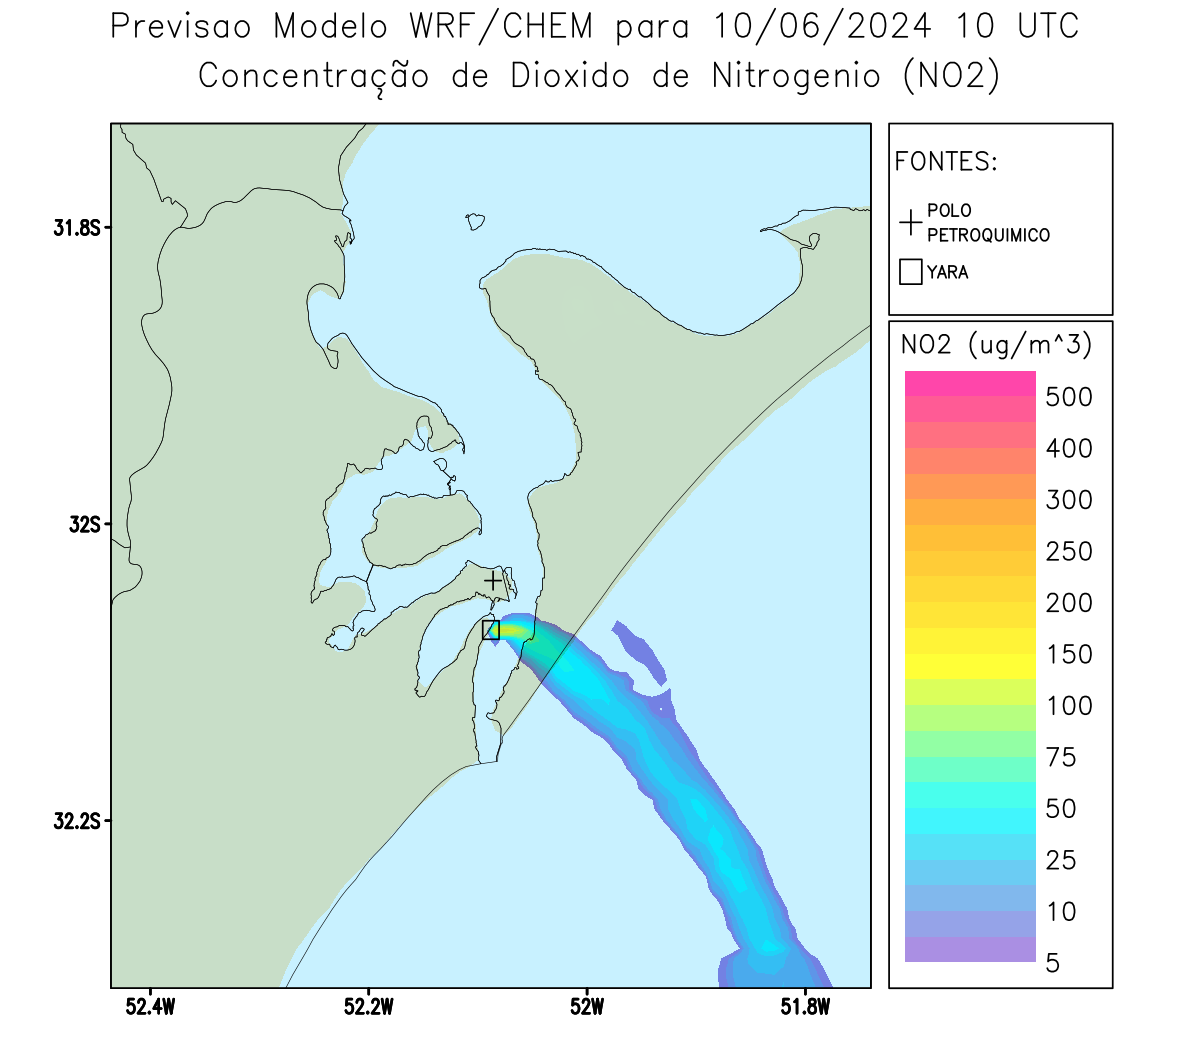 Previsao Modelo WRF/CHEM para 10/06/2024 10 UTC
Concentração de Dioxido de Nitrogenio (NO2)
FONTES:
POLO
PETROQUIMICO
YARA
NO2 (ug/m^3)
500
400
300
250
200
150
100
75
50
25
10
5
31.8S
32S
32.2S
52.4W
52.2W
52W
51.8W